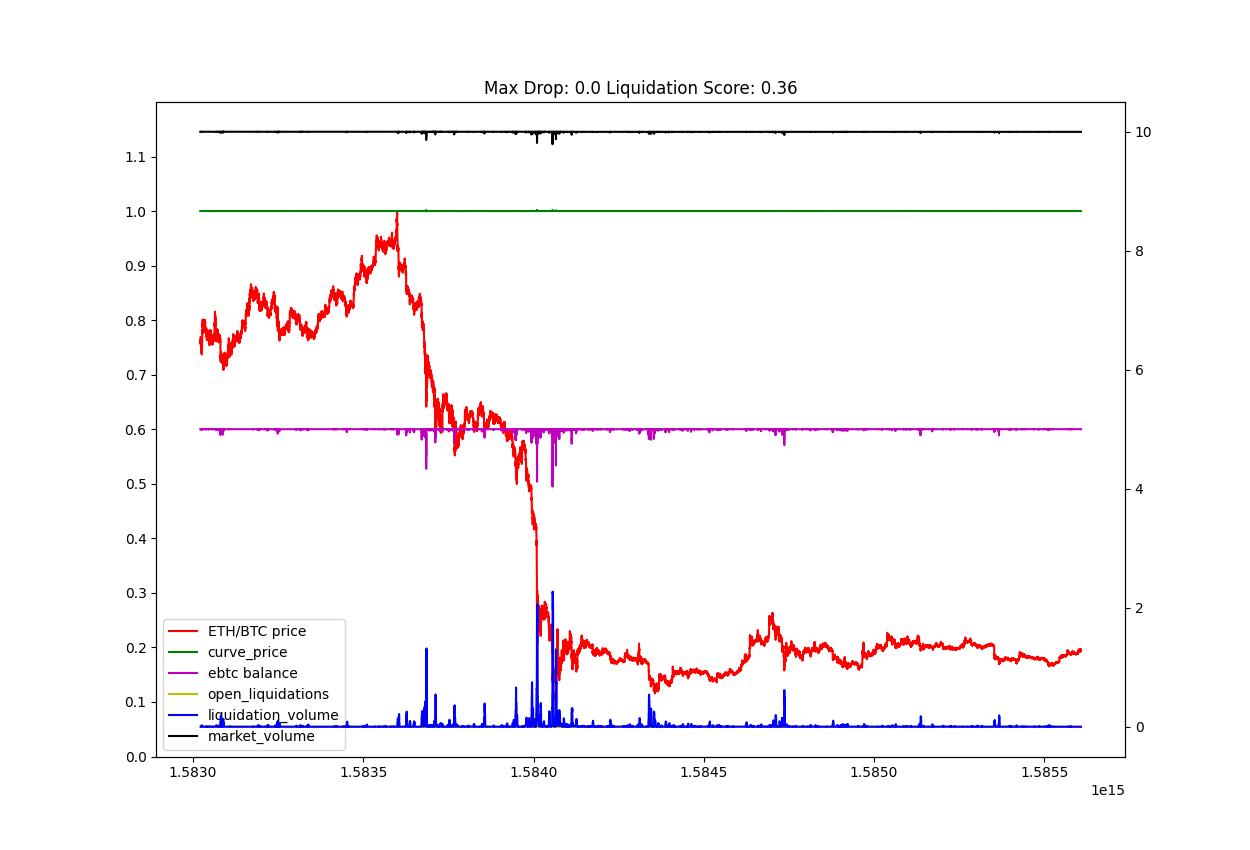 Max Drop: 0.0 Liquidation Score: 0.36
1.1
1.0
0.9
0.8
0.7
0.6
0.5
0.4
0.3
0.2
0.1
0.0
10
8
6
4
2
0
ETH/BTC price
curve_price
ebtc balance
open_liquidations
liquidation_volume
market_volume
1.5830 1.5835 1.5840 1.5845 1.5850 1.5855
1e15